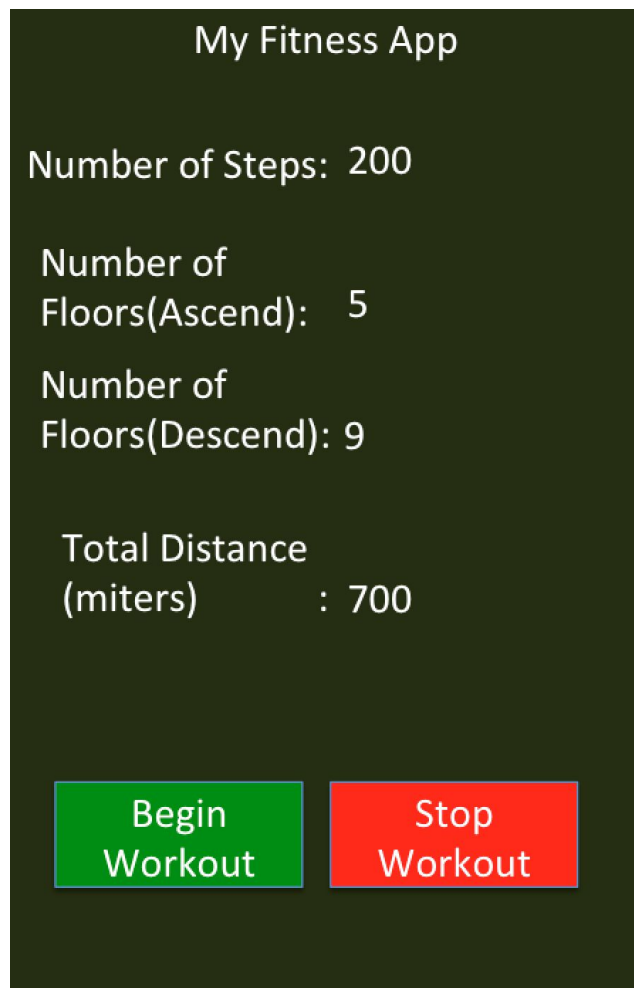 My Fitness App
Number of Steps: 200
Number of
Floors(Ascend): 5
Number of
Floors(Descend): 9
Total Distance
(miters) : 700
Begin
Workout
Stop
Workout